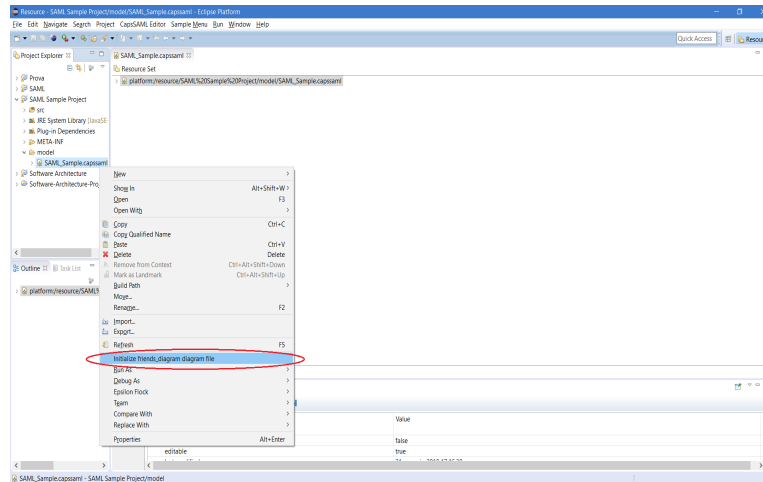 Resource - SAML Sample Project/model/SAML_Sample.capssaml - Eclipse Platform
File Edit Navigate Search Project CapsSAML Editor Sample Menu Run Window Help
Quick Access
Resour
Project Explorer
SAML_Sample.capssaml
Resource Set
platform:/resource/SAML%20Sample%20Project/model/SAML_Sample.capssaml
Prova
SAML
SAML Sample Project
src
JRE System Library [JavaSE-
Plug-in Dependencies
META-INF
model
SAML_Sample.capssaml
Software Architecture
Software-Architecture-Proj
New
Show In Alt+Shift+W
Open F3
Open With
Copy Ctrl+C
Copy Qualified Name
Paste Ctrl+V
Delete Delete
Remove from Context Ctrl+Alt+Shift+Down
Mark as Landmark Ctrl+Alt+Shift+Up
Build Path
Move...
Rename... F2
Import...
Export...
Refresh F5
Initialize friends_diagram diagram file
Run As
Debug As
Epsilon Flock
Team
Compare With
Replace With
Properties Alt+Enter
Outline Task List
platform:/resource/SAML%
Value
false
editable true
SAML_Sample.capssaml - SAML Sample Project/model